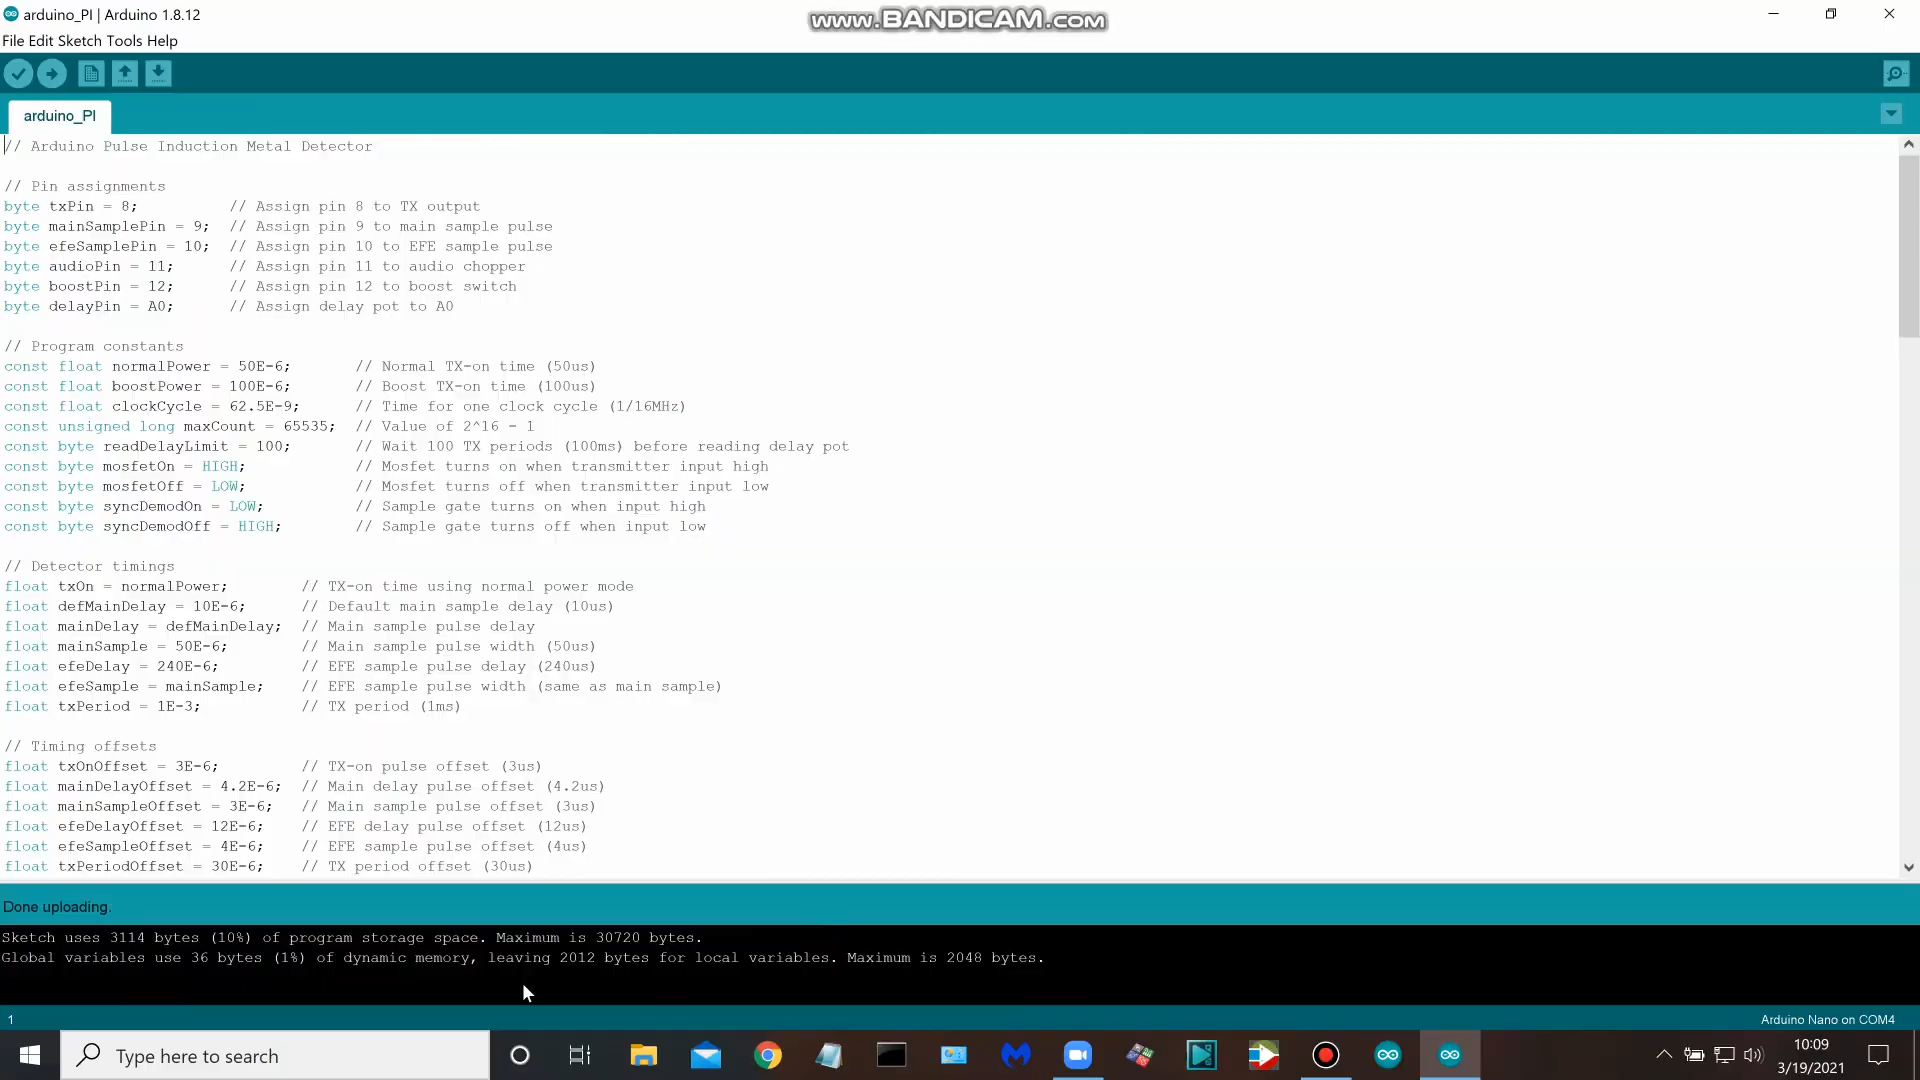 arduino_PI | Arduino 1.8.12
www.BANDICAM.com
File Edit Sketch Tools Help
arduino_PI
// Arduino Pulse Induction Metal Detector
// Pin assignments
byte txPin = 8;          // Assign pin 8 to TX output
byte mainSamplePin = 9;  // Assign pin 9 to main sample pulse
byte efeSamplePin = 10;  // Assign pin 10 to EFE sample pulse
byte audioPin = 11;      // Assign pin 11 to audio chopper
byte boostPin = 12;      // Assign pin 12 to boost switch
byte delayPin = A0;      // Assign delay pot to A0
// Program constants
const float normalPower = 50E-6;       // Normal TX-on time (50us)
const float boostPower = 100E-6;       // Boost TX-on time (100us)
const float clockCycle = 62.5E-9;      // Time for one clock cycle (1/16MHz)
const unsigned long maxCount = 65535;  // Value of 2^16 - 1
const byte readDelayLimit = 100;       // Wait 100 TX periods (100ms) before reading delay pot
const byte mosfetOn = HIGH;            // Mosfet turns on when transmitter input high
const byte mosfetOff = LOW;            // Mosfet turns off when transmitter input low
const byte syncDemodOn = LOW;          // Sample gate turns on when input high
const byte syncDemodOff = HIGH;        // Sample gate turns off when input low
// Detector timings
float txOn = normalPower;        // TX-on time using normal power mode
float defMainDelay = 10E-6;      // Default main sample delay (10us)
float mainDelay = defMainDelay;  // Main sample pulse delay
float mainSample = 50E-6;        // Main sample pulse width (50us)
float efeDelay = 240E-6;         // EFE sample pulse delay (240us)
float efeSample = mainSample;    // EFE sample pulse width (same as main sample)
float txPeriod = 1E-3;           // TX period (1ms)
// Timing offsets
float txOnOffset = 3E-6;         // TX-on pulse offset (3us)
float mainDelayOffset = 4.2E-6;  // Main delay pulse offset (4.2us)
float mainSampleOffset = 3E-6;   // Main sample pulse offset (3us)
float efeDelayOffset = 12E-6;    // EFE delay pulse offset (12us)
float efeSampleOffset = 4E-6;    // EFE sample pulse offset (4us)
float txPeriodOffset = 30E-6;    // TX period offset (30us)
Done uploading.
Sketch uses 3114 bytes (10%) of program storage space. Maximum is 30720 bytes.
Global variables use 36 bytes (1%) of dynamic memory, leaving 2012 bytes for local variables. Maximum is 2048 bytes.
1
Arduino Nano on COM4
Type here to search
10:09
3/19/2021